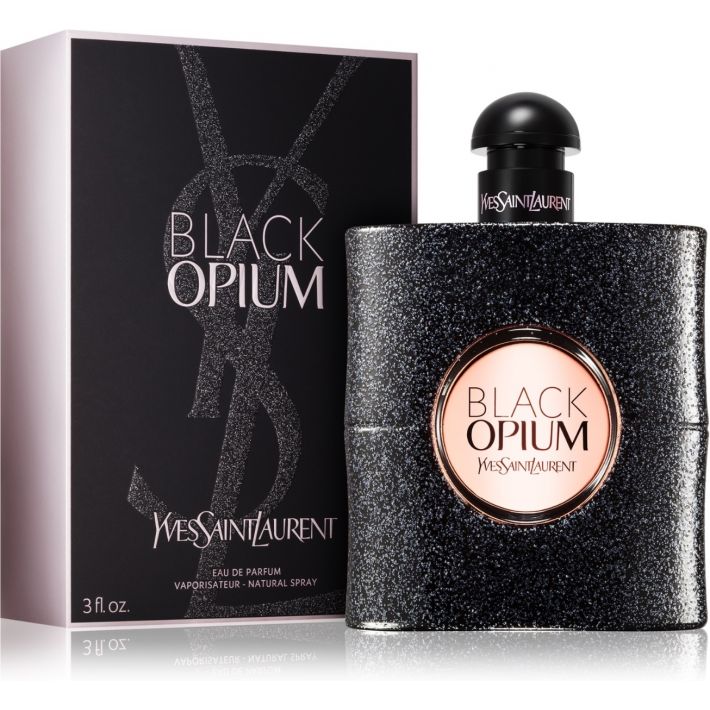 BLACK
OPIUM
YVESSAINTLAURENT
EAU DE PARFUM
VAPORISATEUR - NATURAL SPRAY
3 fl. oz.
YVESSAINTLAURENT
BLACK
OPIUM
YVESSAINTLAURENT